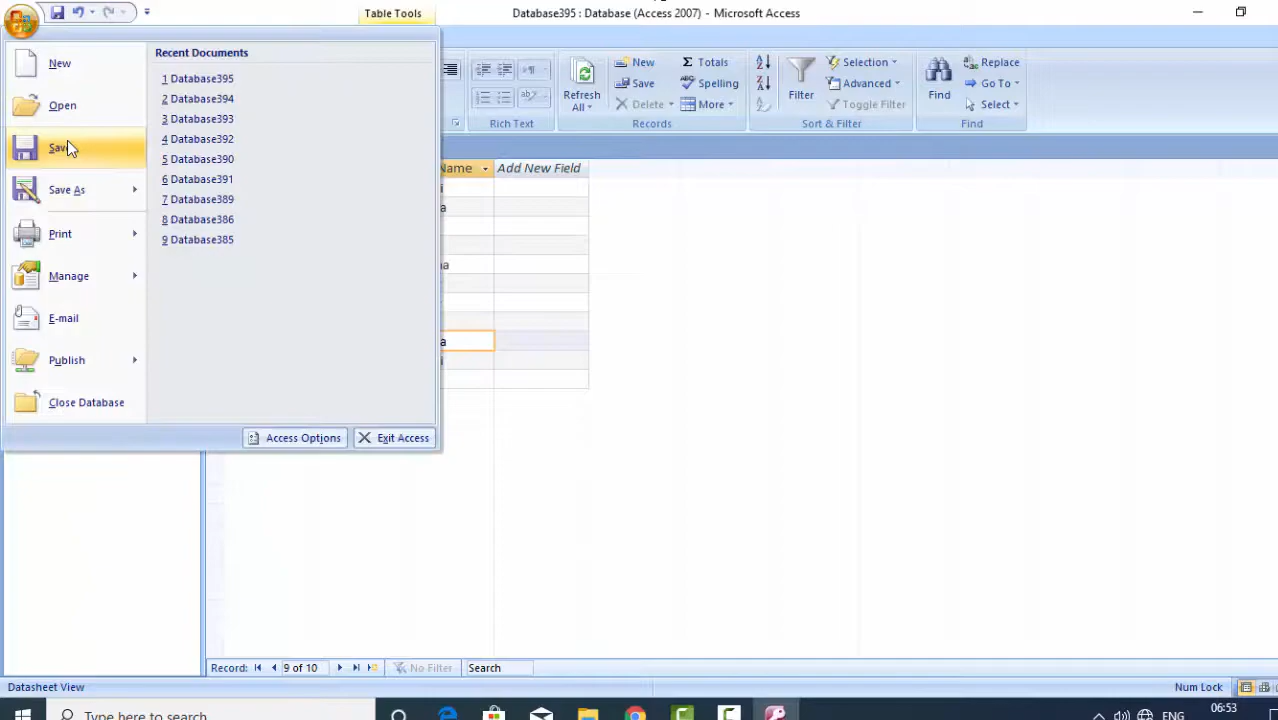 Table Tools
Database395 : Database (Access 2007) - Microsoft Access
New
Open
Save
Save As
Print
Manage
E-mail
Publish
Close Database
Recent Documents
1 Database395
2 Database394
3 Database393
4 Database392
5 Database390
6 Database391
7 Database389
8 Database386
9 Database385
Access Options
Exit Access
Rich Text
Refresh
All
New
Save
Delete
Totals
Spelling
More
Records
Filter
Selection
Advanced
Toggle Filter
Sort & Filter
Find
Replace
Go To
Select
Find
Name
Add New Field
i
a
a
a
i
Record:
9 of 10
No Filter
Search
Datasheet View
Num Lock
Type here to search
ENG
06:53